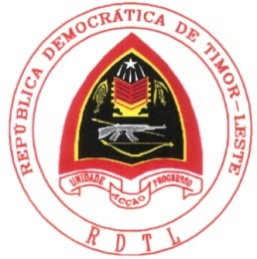 REPÚBLICA DEMOCRÁTICA DE TIMOR-LESTE
UNIDADE ACÇÃO PROGRESSO
RDTL